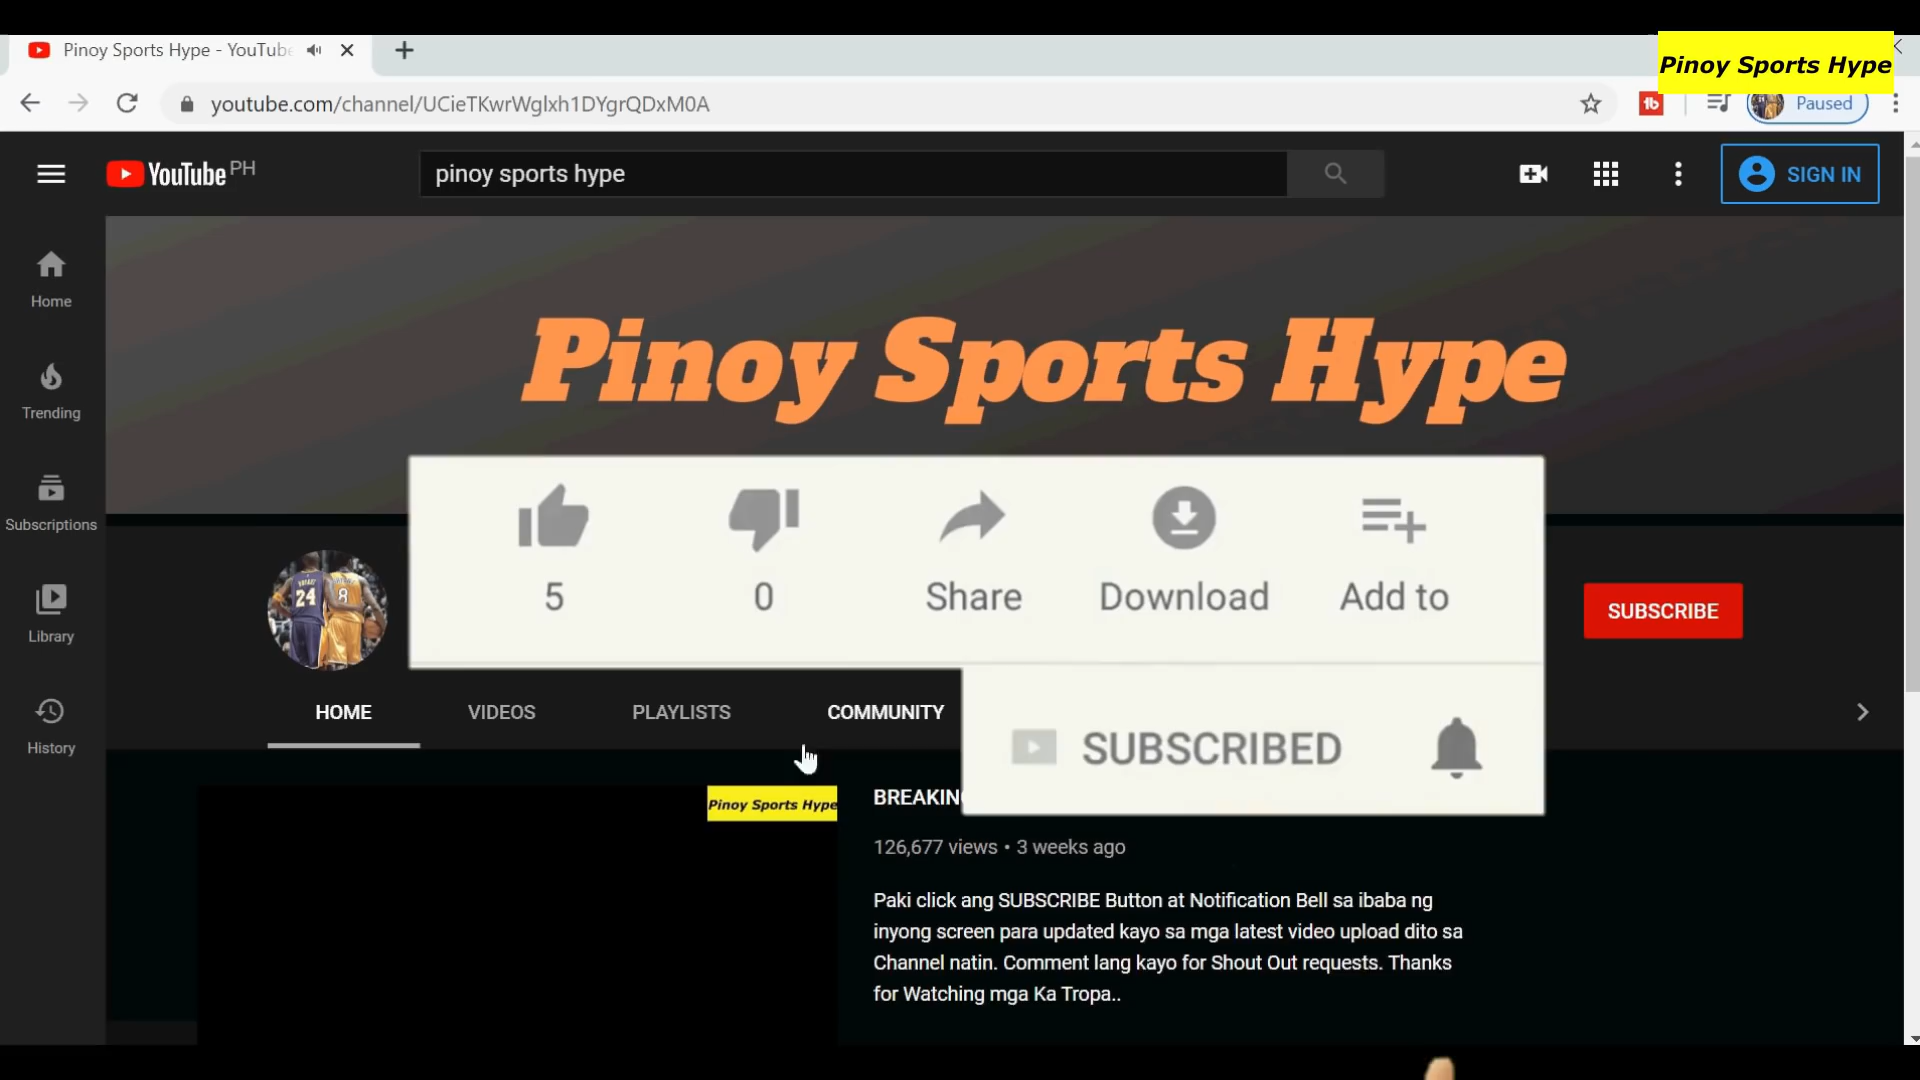 Pinoy Sports Hype - YouTube
Pinoy Sports Hype
youtube.com/channel/UCieTKwrWglxh1DYgrQDxM0A
Paused
YouTube PH
pinoy sports hype
SIGN IN
Home
Trending
Subscriptions
Library
History
Pinoy Sports Hype
5
0
Share
Download
Add to
24
8
SUBSCRIBE
HOME
VIDEOS
PLAYLISTS
COMMUNITY
SUBSCRIBED
Pinoy Sports Hype
126,677 views • 3 weeks ago
Paki click ang SUBSCRIBE Button at Notification Bell sa ibaba ng
inyong screen para updated kayo sa mga latest video upload dito sa
Channel natin. Comment lang kayo for Shout Out requests. Thanks
for Watching mga Ka Tropa..